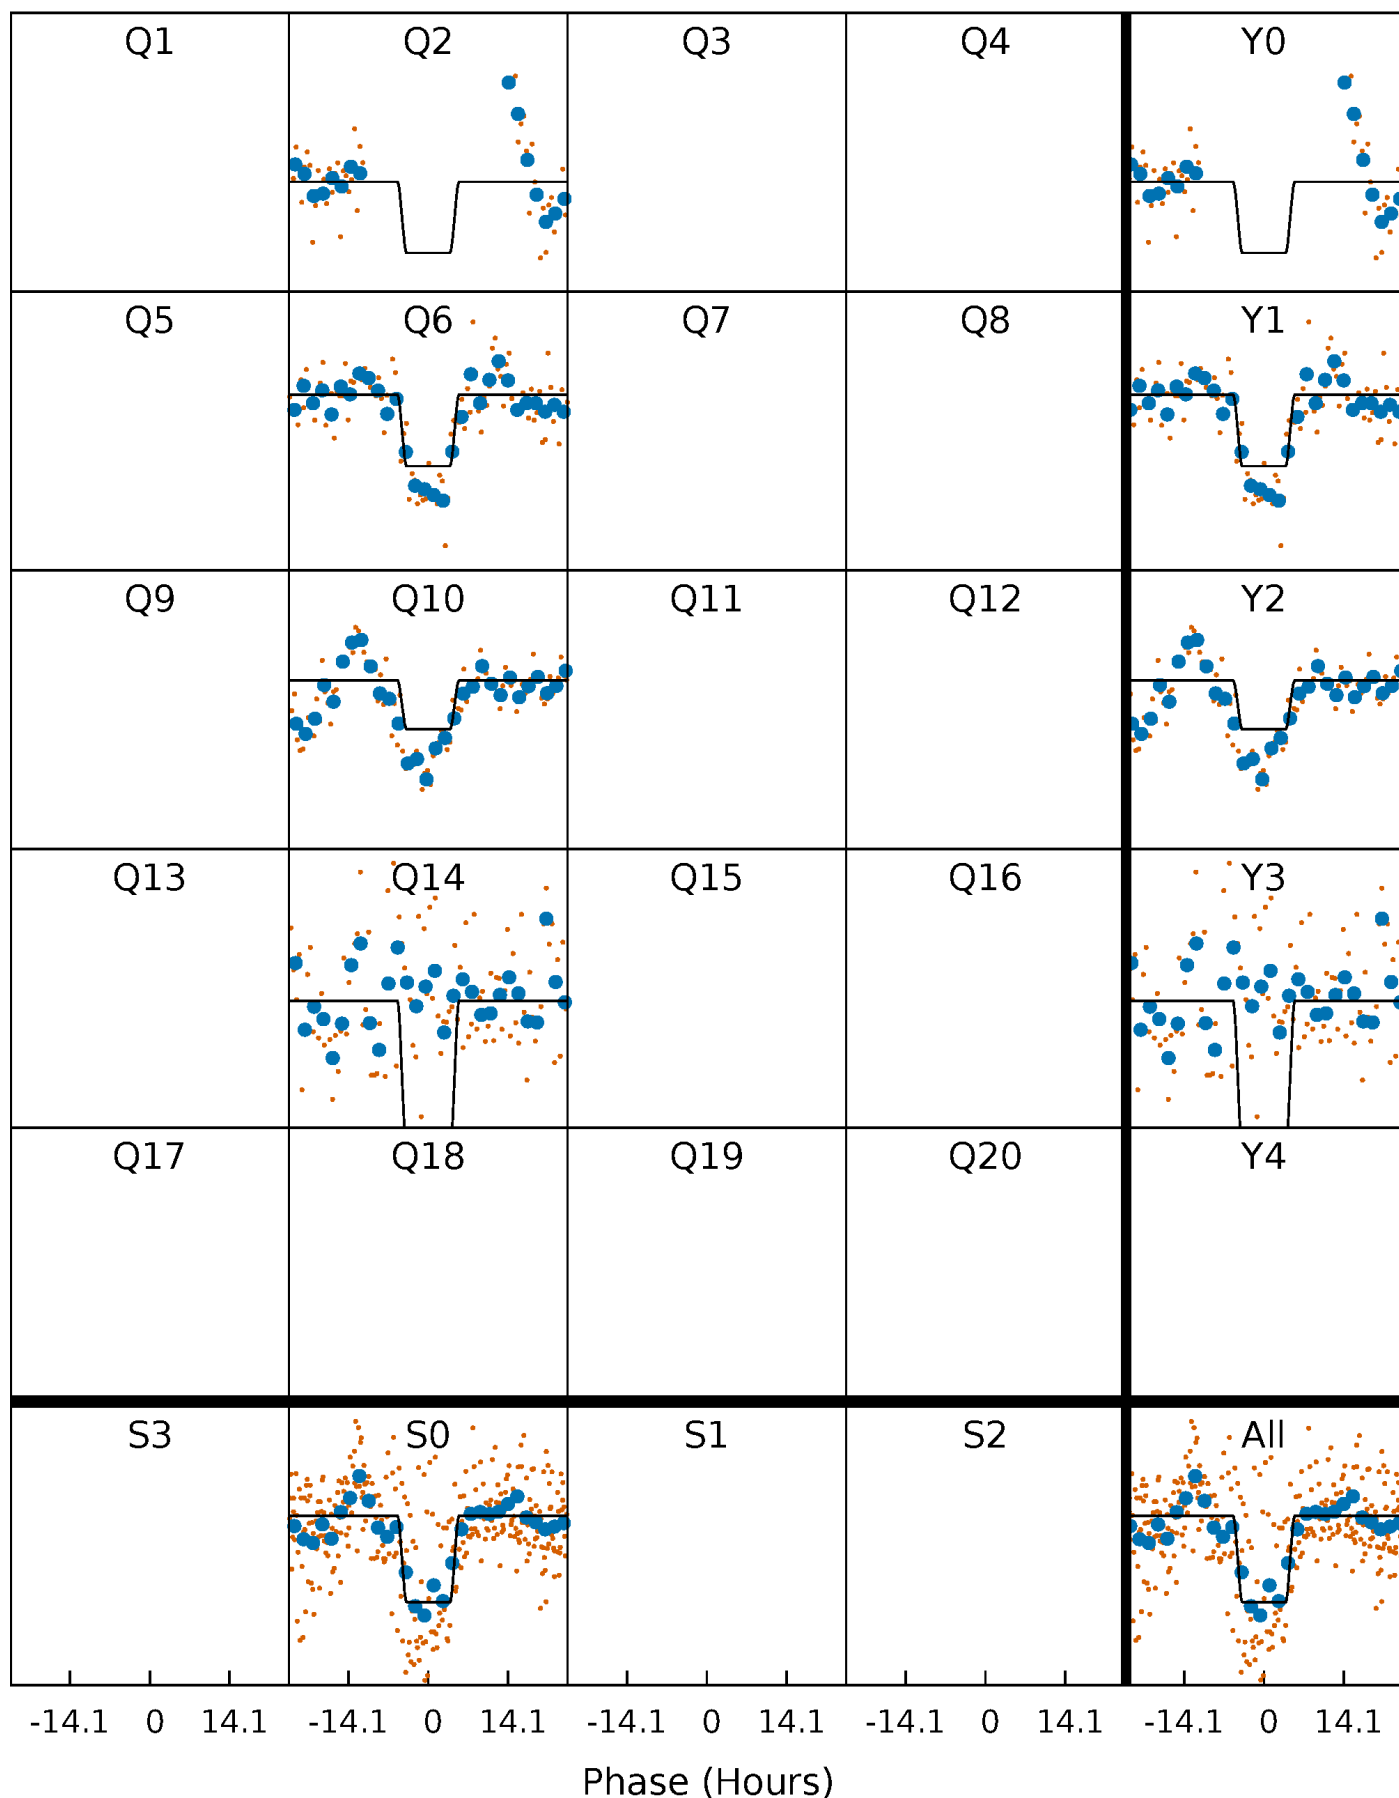 Q1 Q2 Q3 Q4 Y0
Q5 Q6 Q7 Q8 Y1
Q9 Q10 Q11 Q12 Y2
Q13 Q14 Q15 Q16 Y3
Q17 Q18 Q19 Q20 Y4
S3 S0 S1 S2 All
-14.1 0 14.1 -14.1 0 14.1 -14.1 0 14.1 -14.1 0 14.1 -14.1 0 14.1
Phase (Hours)